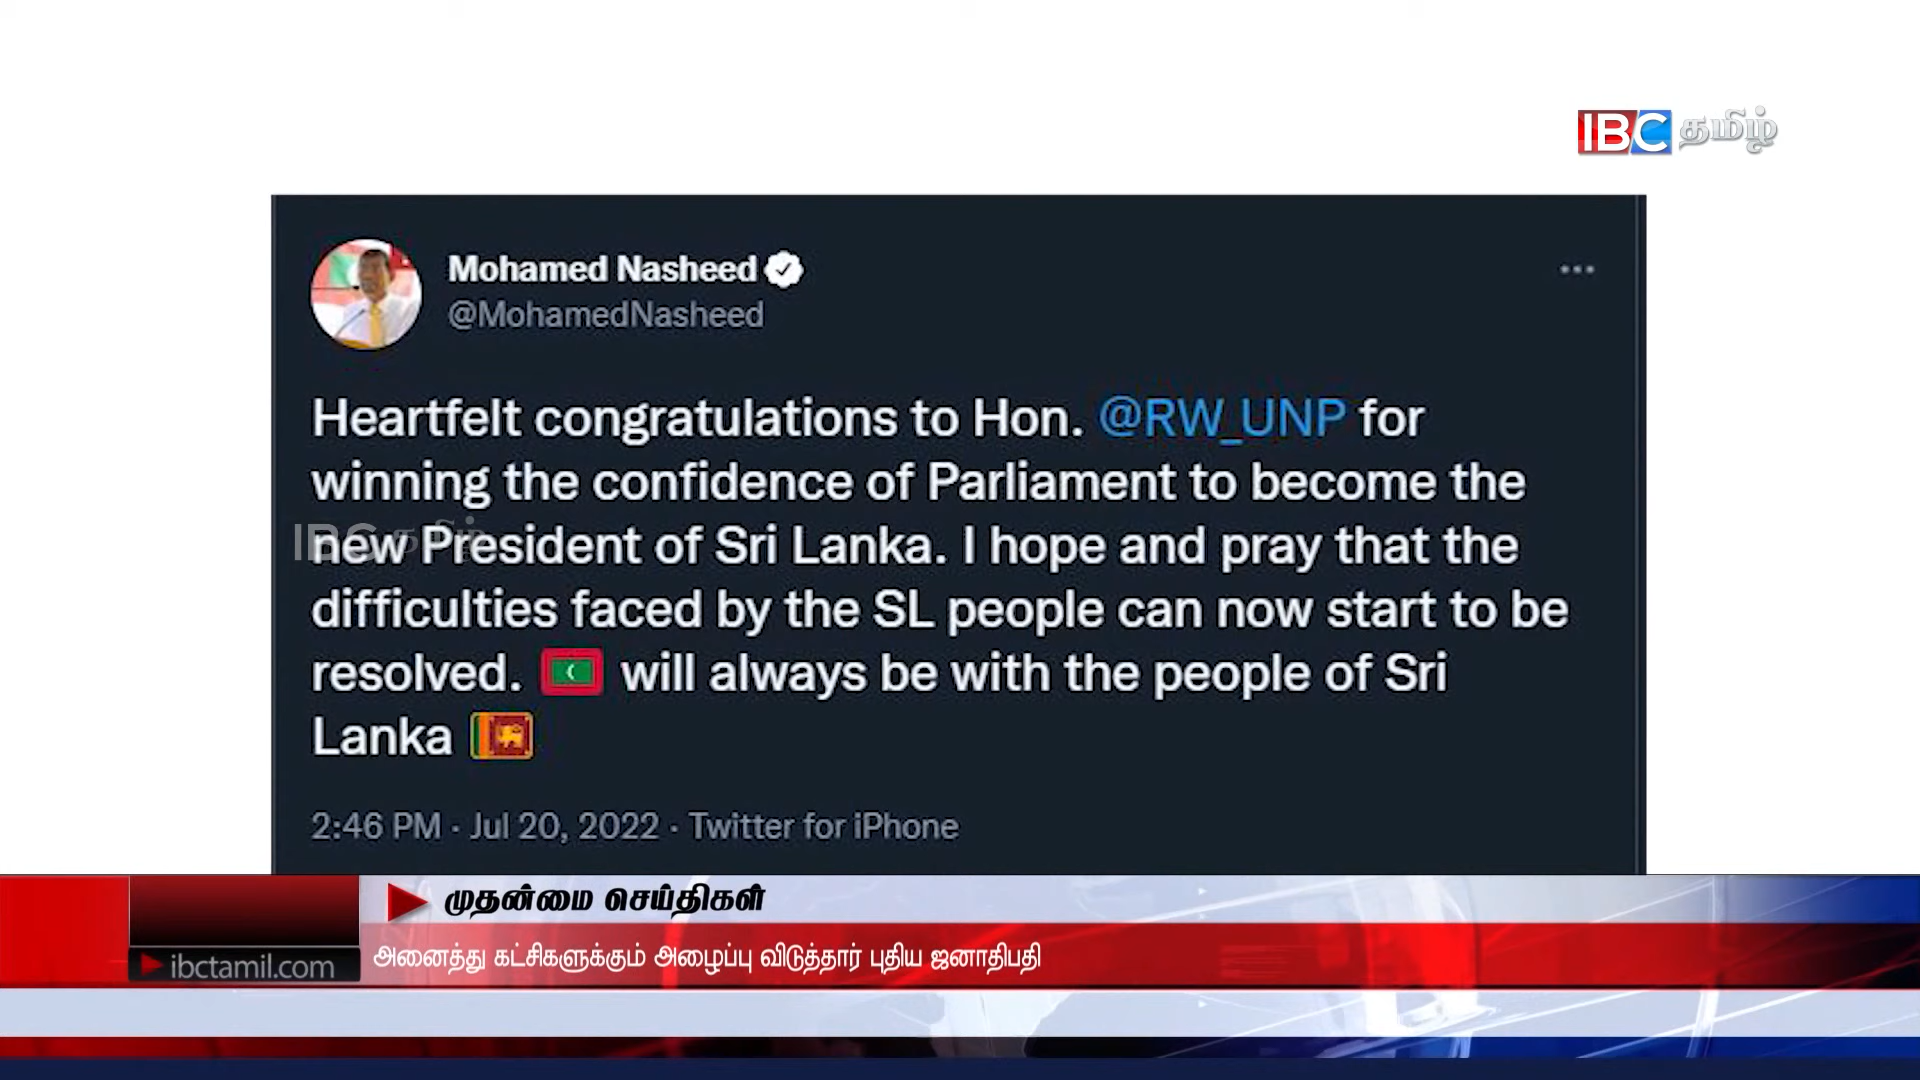 IBC தமிழ்
Mohamed Nasheed
@MohamedNasheed
Heartfelt congratulations to Hon. @RW_UNP for
winning the confidence of Parliament to become the
new President of Sri Lanka. I hope and pray that the
difficulties faced by the SL people can now start to be
resolved. 🇲🇻 will always be with the people of Sri
Lanka 🇱🇰
IBC தமிழ்
2:46 PM · Jul 20, 2022 · Twitter for iPhone
முதன்மை செய்திகள்
ibctamil.com
அனைத்து கட்சிகளுக்கும் அழைப்பு விடுத்தார் புதிய ஜனாதிபதி